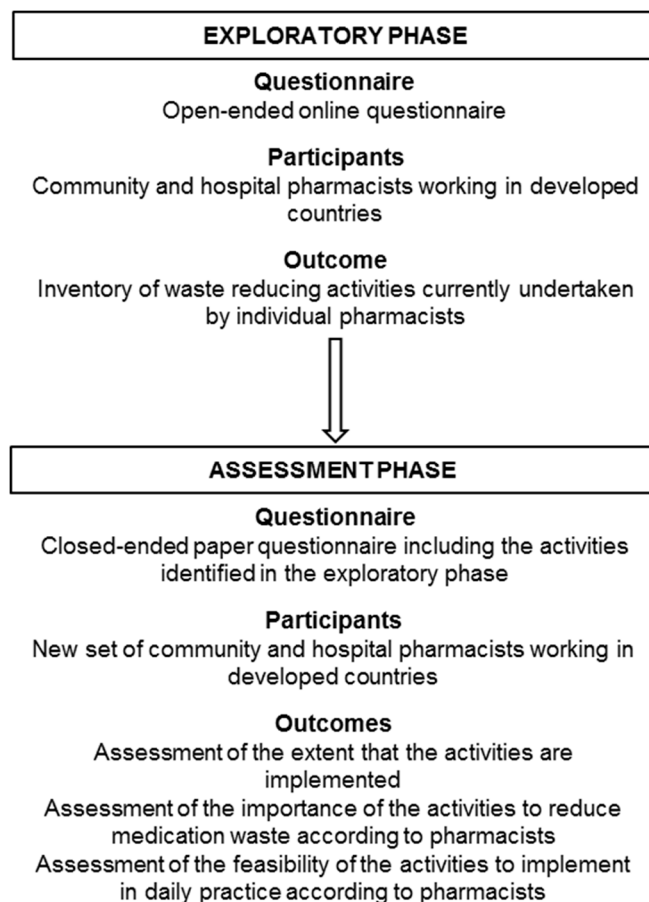 EXPLORATORY PHASE
Questionnaire
Open-ended online questionnaire
Participants
Community and hospital pharmacists working in developed
countries
Outcome
Inventory of waste reducing activities currently undertaken
by individual pharmacists
ASSESSMENT PHASE
Questionnaire
Closed-ended paper questionnaire including the activities
identified in the exploratory phase
Participants
New set of community and hospital pharmacists working in
developed countries
Outcomes
Assessment of the extent that the activities are
implemented
Assessment of the importance of the activities to reduce
medication waste according to pharmacists
Assessment of the feasibility of the activities to implement
in daily practice according to pharmacists